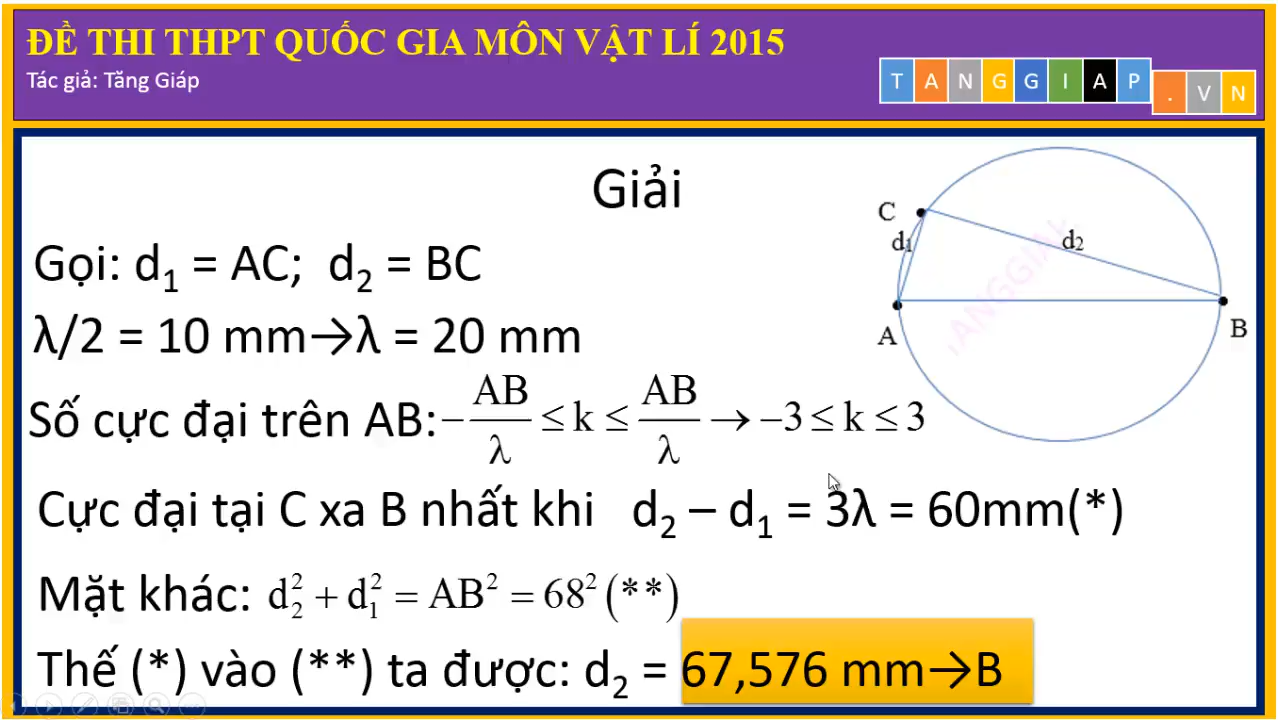 ĐỀ THI THPT QUỐC GIA MÔN VẬT LÍ 2015
Tác giả: Tăng Giáp
TANGGIAP.VN
Giải
Gọi: d₁ = AC; d₂ = BC
λ/2 = 10 mm→λ = 20 mm
Số cực đại trên AB: −AB/λ ≤ k ≤ AB/λ → −3 ≤ k ≤ 3
Cực đại tại C xa B nhất khi d₂ – d₁ = 3λ = 60mm(*)
Mặt khác: d₂² + d₁² = AB² = 68² (**)
Thế (*) vào (**) ta được: d₂ = 67,576 mm→B
C
d₁
d₂
A
B
TANGGIAP